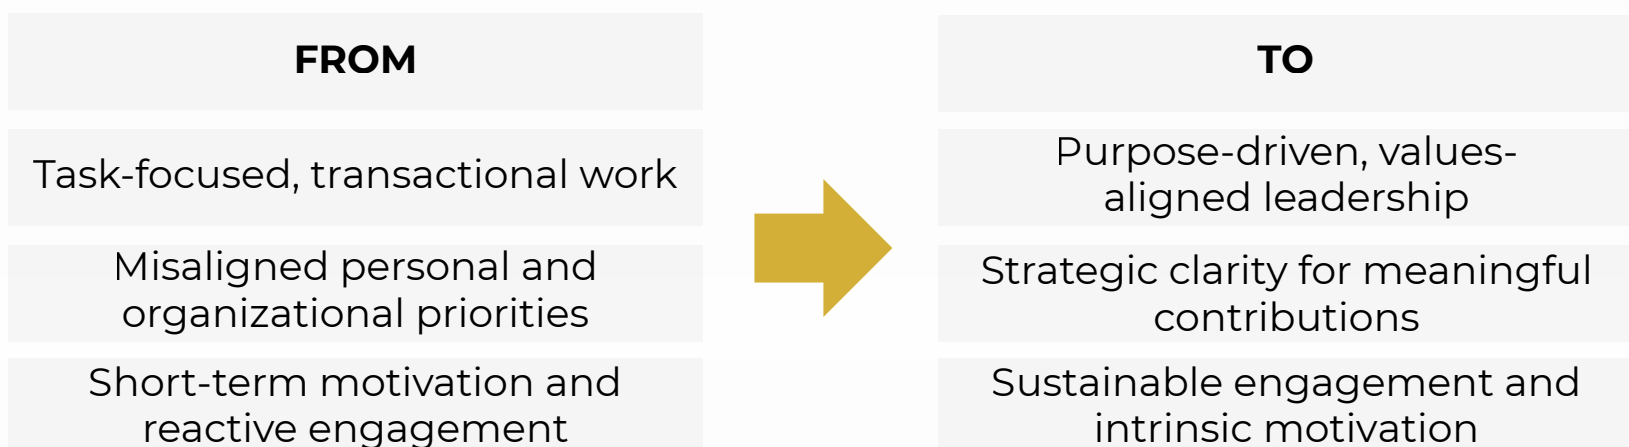 FROM
TO
Task-focused, transactional work
Purpose-driven, values-
aligned leadership
Misaligned personal and
organizational priorities
Strategic clarity for meaningful
contributions
Short-term motivation and
reactive engagement
Sustainable engagement and
intrinsic motivation